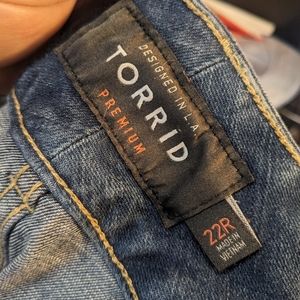 DESIGNED IN L.A.
TORRID
PREMIUM
22R
MADE IN
VIETNAM